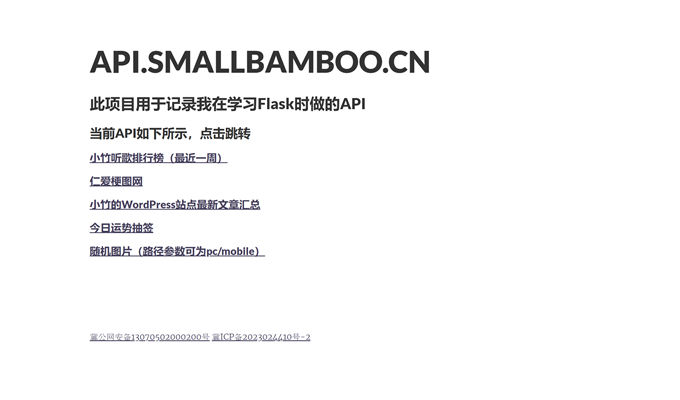 API.SMALLBAMBOO.CN
此项目用于记录我在学习Flask时做的API
当前API如下所示，点击跳转
小竹听歌排行榜（最近一周）
仁爱梗图网
小竹的WordPress站点最新文章汇总
今日运势抽签
随机图片（路径参数可为pc/mobile）
冀公网安备13070502000200号 冀ICP备2023024410号-2